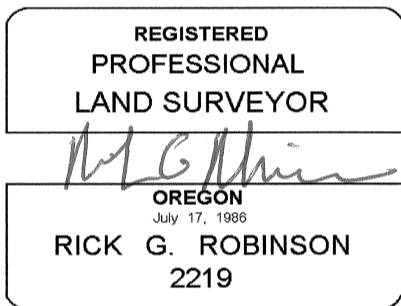 REGISTERED
PROFESSIONAL
LAND SURVEYOR
OREGON
July 17, 1986
RICK G. ROBINSON
2219